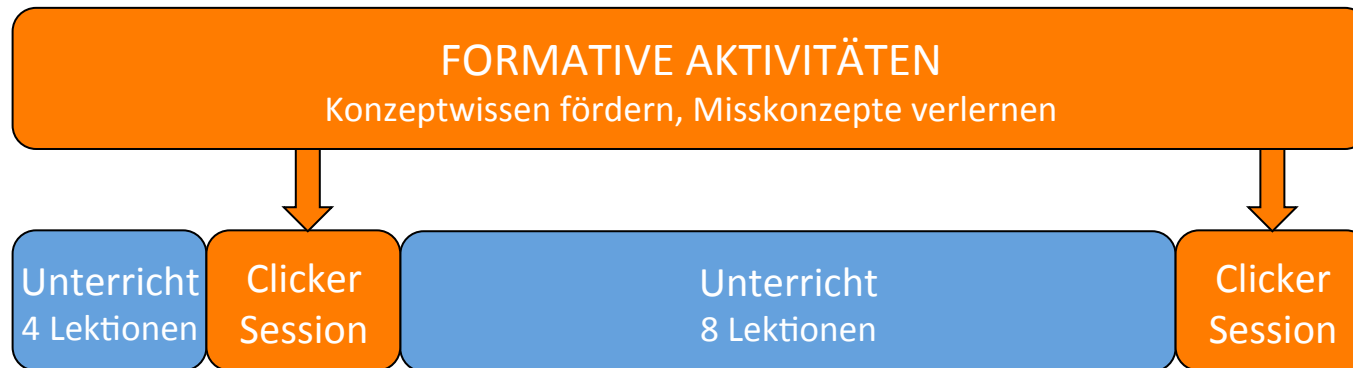 FORMATIVE AKTIVITÄTEN
Konzeptwissen fördern, Misskonzepte verlernen
Unterricht
4 Lektionen
Clicker
Session
Unterricht
8 Lektionen
Clicker
Session